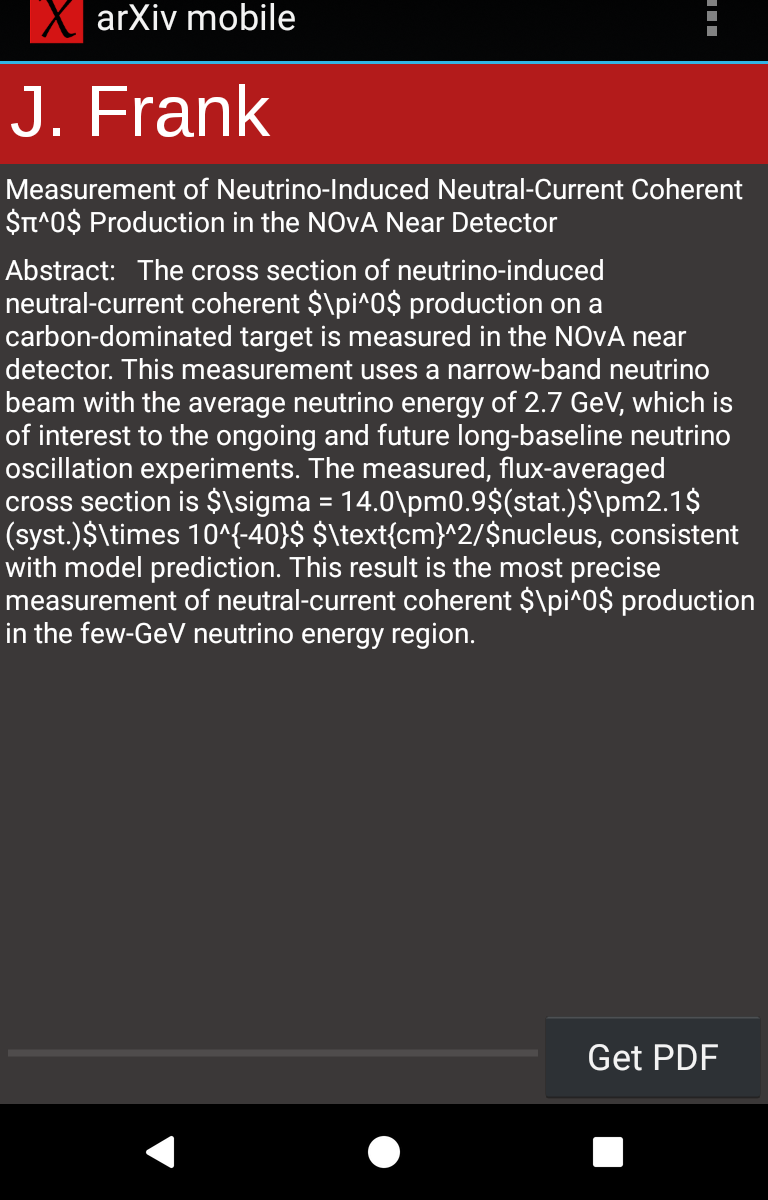 arXiv mobile
J. Frank
Measurement of Neutrino-Induced Neutral-Current Coherent
$π^0$ Production in the NOvA Near Detector
Abstract:   The cross section of neutrino-induced
neutral-current coherent $\pi^0$ production on a
carbon-dominated target is measured in the NOvA near
detector. This measurement uses a narrow-band neutrino
beam with the average neutrino energy of 2.7 GeV, which is
of interest to the ongoing and future long-baseline neutrino
oscillation experiments. The measured, flux-averaged
cross section is $\sigma = 14.0\pm0.9$(stat.)$\pm2.1$
(syst.)$\times 10^{-40}$ $\text{cm}^2/$nucleus, consistent
with model prediction. This result is the most precise
measurement of neutral-current coherent $\pi^0$ production
in the few-GeV neutrino energy region.
Get PDF